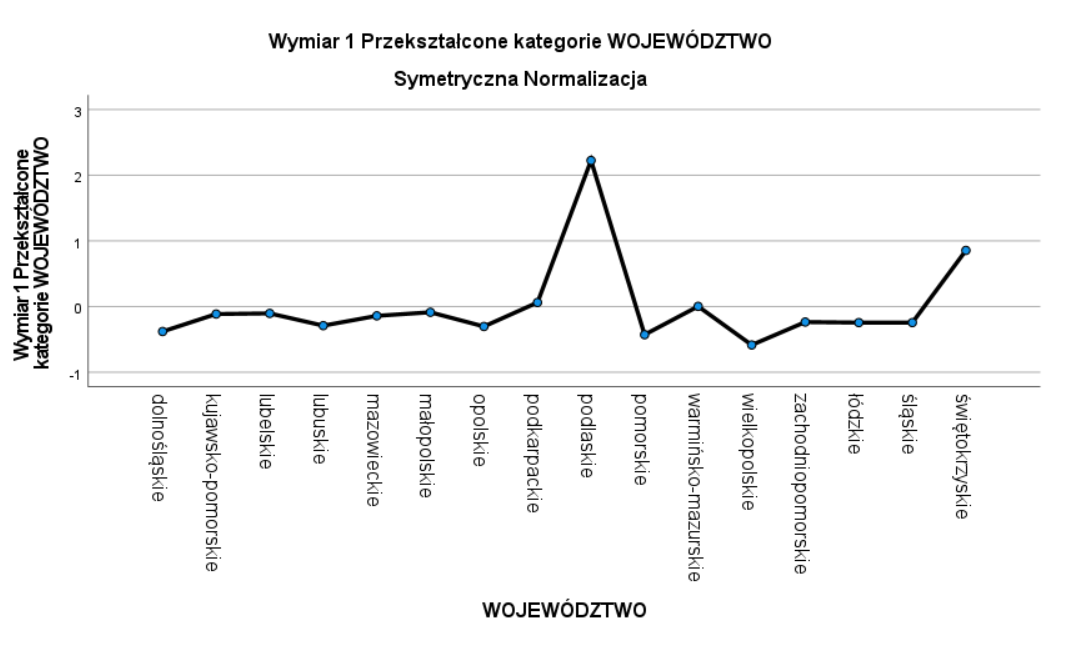 Wymiar 1 Przekształcone kategorie WOJEWÓDZTWO
Symetryczna Normalizacja
Wymiar 1 Przekształcone
kategorie WOJEWÓDZTWO
3
2
1
0
-1
dolnośląskie
kujawsko-pomorskie
lubelskie
lubuskie
mazowieckie
małopolskie
opolskie
podkarpackie
podlaskie
pomorskie
warmińsko-mazurskie
wielkopolskie
zachodniopomorskie
łódzkie
śląskie
świętokrzyskie
WOJEWÓDZTWO